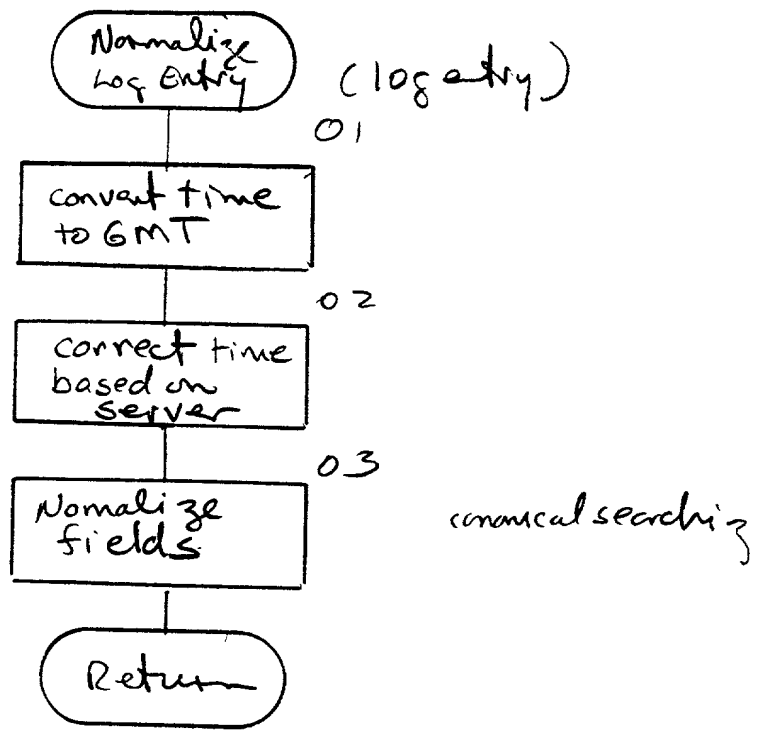 Normalize
Log Entry
(log entry)
01
convert time
to GMT
02
correct time
based on
server
03
Nomalize
fields
canonical searching
Return